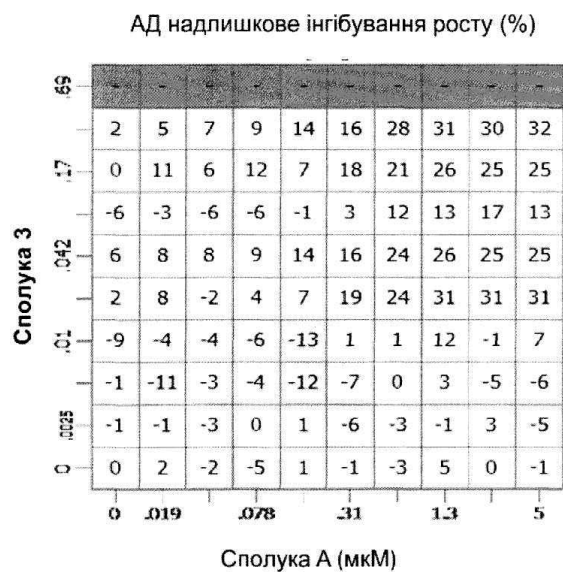 АД надлишкове інгібування росту (%)
.69 - - - - - - - - - -
2 5 7 9 14 16 28 31 30 32
.17 0 11 6 12 7 18 21 26 25 25
-6 -3 -6 -6 -1 3 12 13 17 13
.042 6 8 8 9 14 16 24 26 25 25
2 8 -2 4 7 19 24 31 31 31
.01 -9 -4 -4 -6 -13 1 1 12 -1 7
-1 -11 -3 -4 -12 -7 0 3 -5 -6
.0025 -1 -1 -3 0 1 -6 -3 -1 3 -5
0 0 2 -2 -5 1 -1 -3 5 0 -1
Сполука 3
0 .019 .078 .31 1.3 5
Сполука А (мкМ)